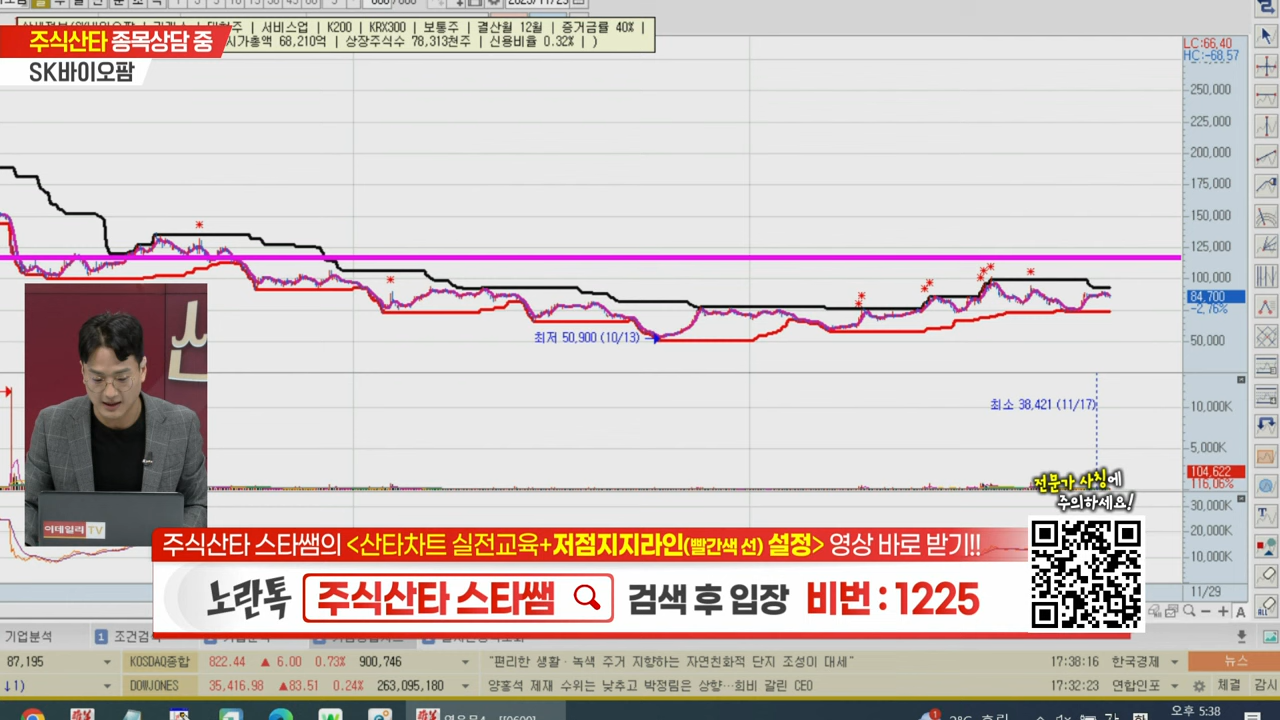 주식산타 종목상담 중
SK바이오팜
서비스업 | K200 | KRX300 | 보통주 | 결산월 12월 | 증거금률 40% |
시가총액 68,210억 | 상장주식수 78,313천주 | 신용비율 0.32% | )
LC:66.40
HC:-68.57
250,000
225,000
200,000
175,000
150,000
125,000
100,000
84,700
-2.76%
50,000
최저 50,900 (10/13)
최소 38,421 (11/17)
10,000K
5,000K
104,622
116.06%
30,000K
20,000K
10,000K
11/29
이데일리 TV
전문가 사칭에
주의하세요!
주식산타 스타쌤의 <산타차트 실전교육+저점지지라인(빨간색 선) 설정> 영상 바로 받기!!
노란톡 주식산타 스타쌤 검색 후 입장 비번 : 1225
기업분석 1 조건검색
87,195 KOSDAQ종합 822.44 ▲ 6.00 0.73% 900,746 "편리한 생활·녹색 주거 지향하는 자연친화적 단지 조성이 대세" 17:38:16 한국경제 뉴스
↓1) DOWJONES 35,416.98 ▲83.51 0.24% 263,095,180 양홍석 제재 수위는 낮추고 박정림은 상향…희비 갈린 CEO 17:32:23 연합인포 체결 감시
오후 5:38